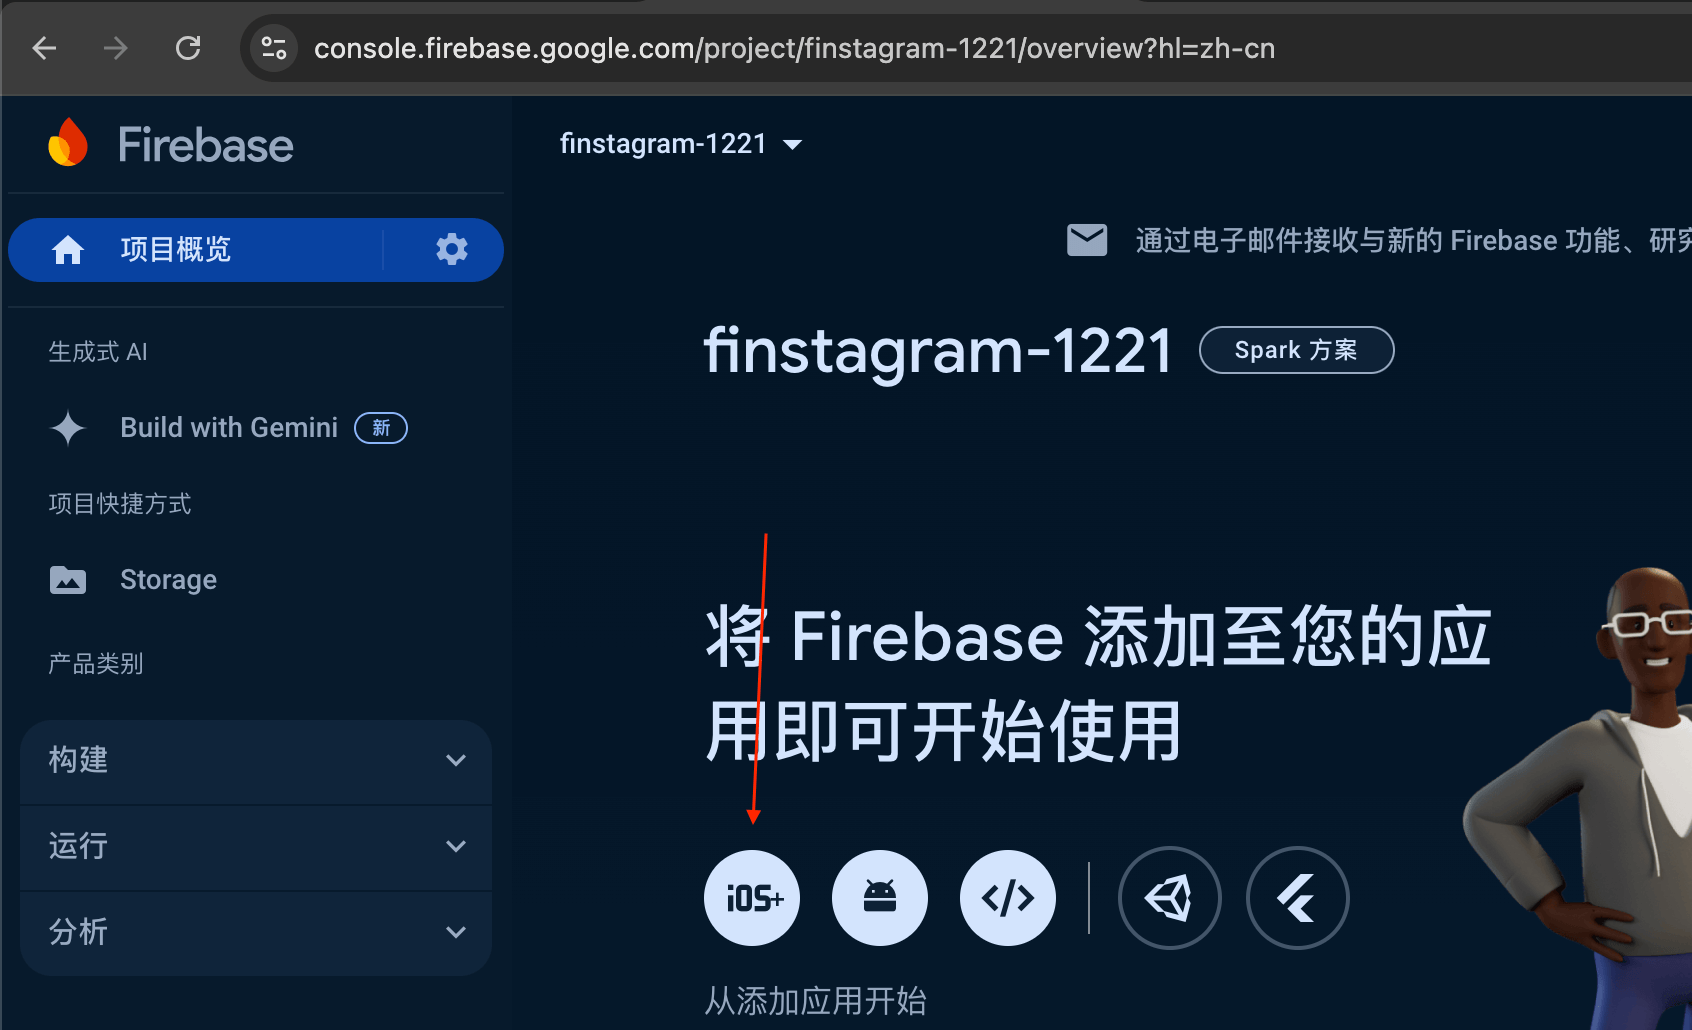 console.firebase.google.com/project/finstagram-1221/overview?hl=zh-cn
Firebase
finstagram-1221
项目概览
通过电子邮件接收与新的 Firebase 功能、研
finstagram-1221
Spark 方案
生成式 AI
Build with Gemini
新
项目快捷方式
Storage
将 Firebase 添加至您的应
用即可开始使用
产品类别
构建
运行
分析
iOS+
</>
从添加应用开始